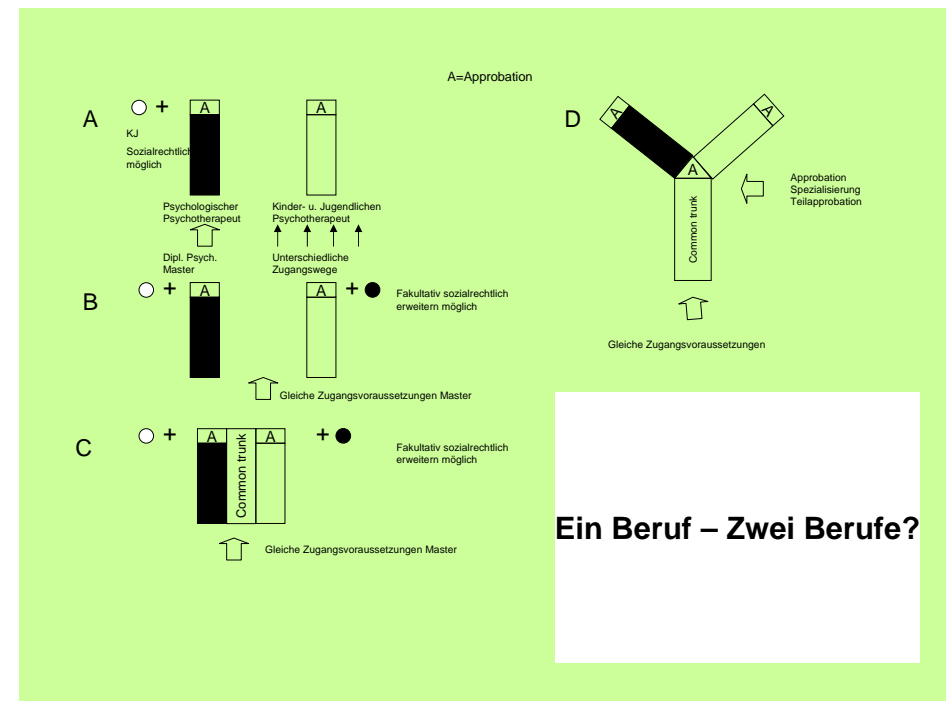 A=Approbation
A
+
A
A
KJ
Sozialrechtlich
möglich
Psychologischer
Psychotherapeut
Kinder- u. Jugendlichen
Psychotherapeut
Dipl. Psych.
Master
Unterschiedliche
Zugangswege
B
+
A
A
+
Fakultativ sozialrechtlich
erweitern möglich
Gleiche Zugangsvoraussetzungen Master
C
+
A
Common trunk
A
+
Fakultativ sozialrechtlich
erweitern möglich
Gleiche Zugangsvoraussetzungen Master
D
A
A
A
Common trunk
Approbation
Spezialisierung
Teilapprobation
Gleiche Zugangsvoraussetzungen
Ein Beruf – Zwei Berufe?